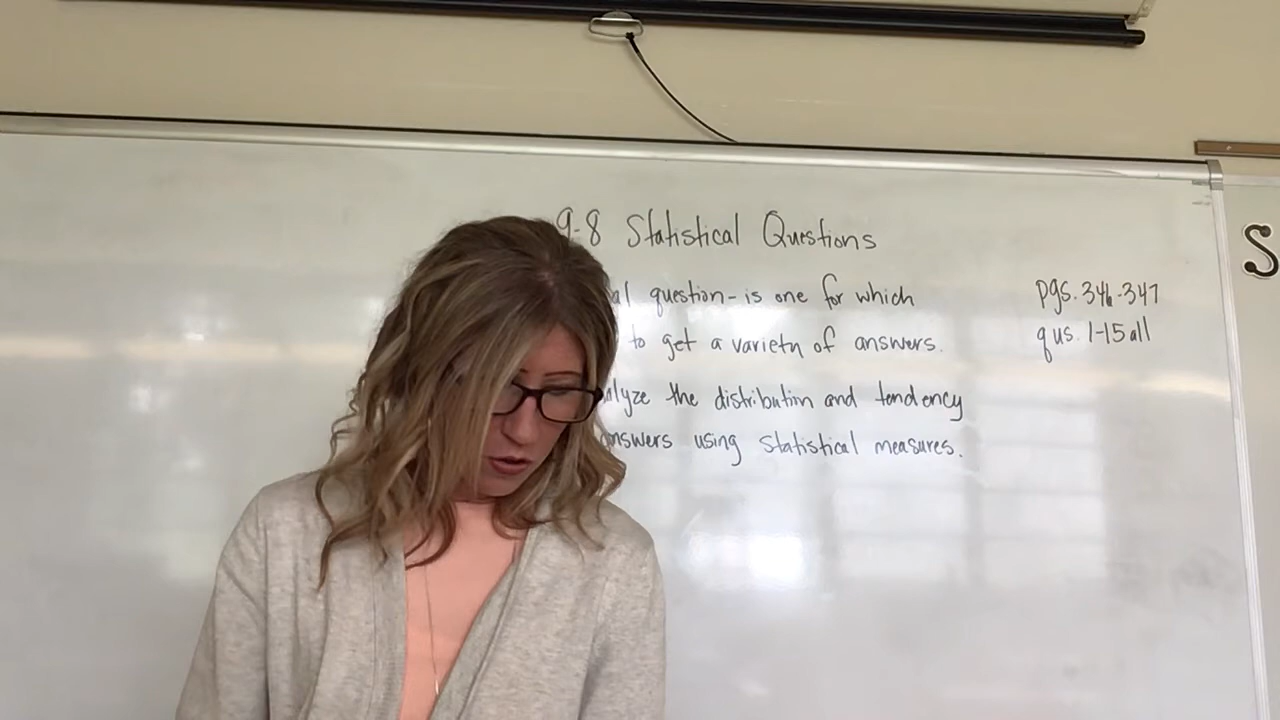 9-8 Statistical Questions
al question - is one for which
to get a variety of answers.
alyze the distribution and tendency
answers using statistical measures.
pgs. 346-347
qus. 1-15 all
S